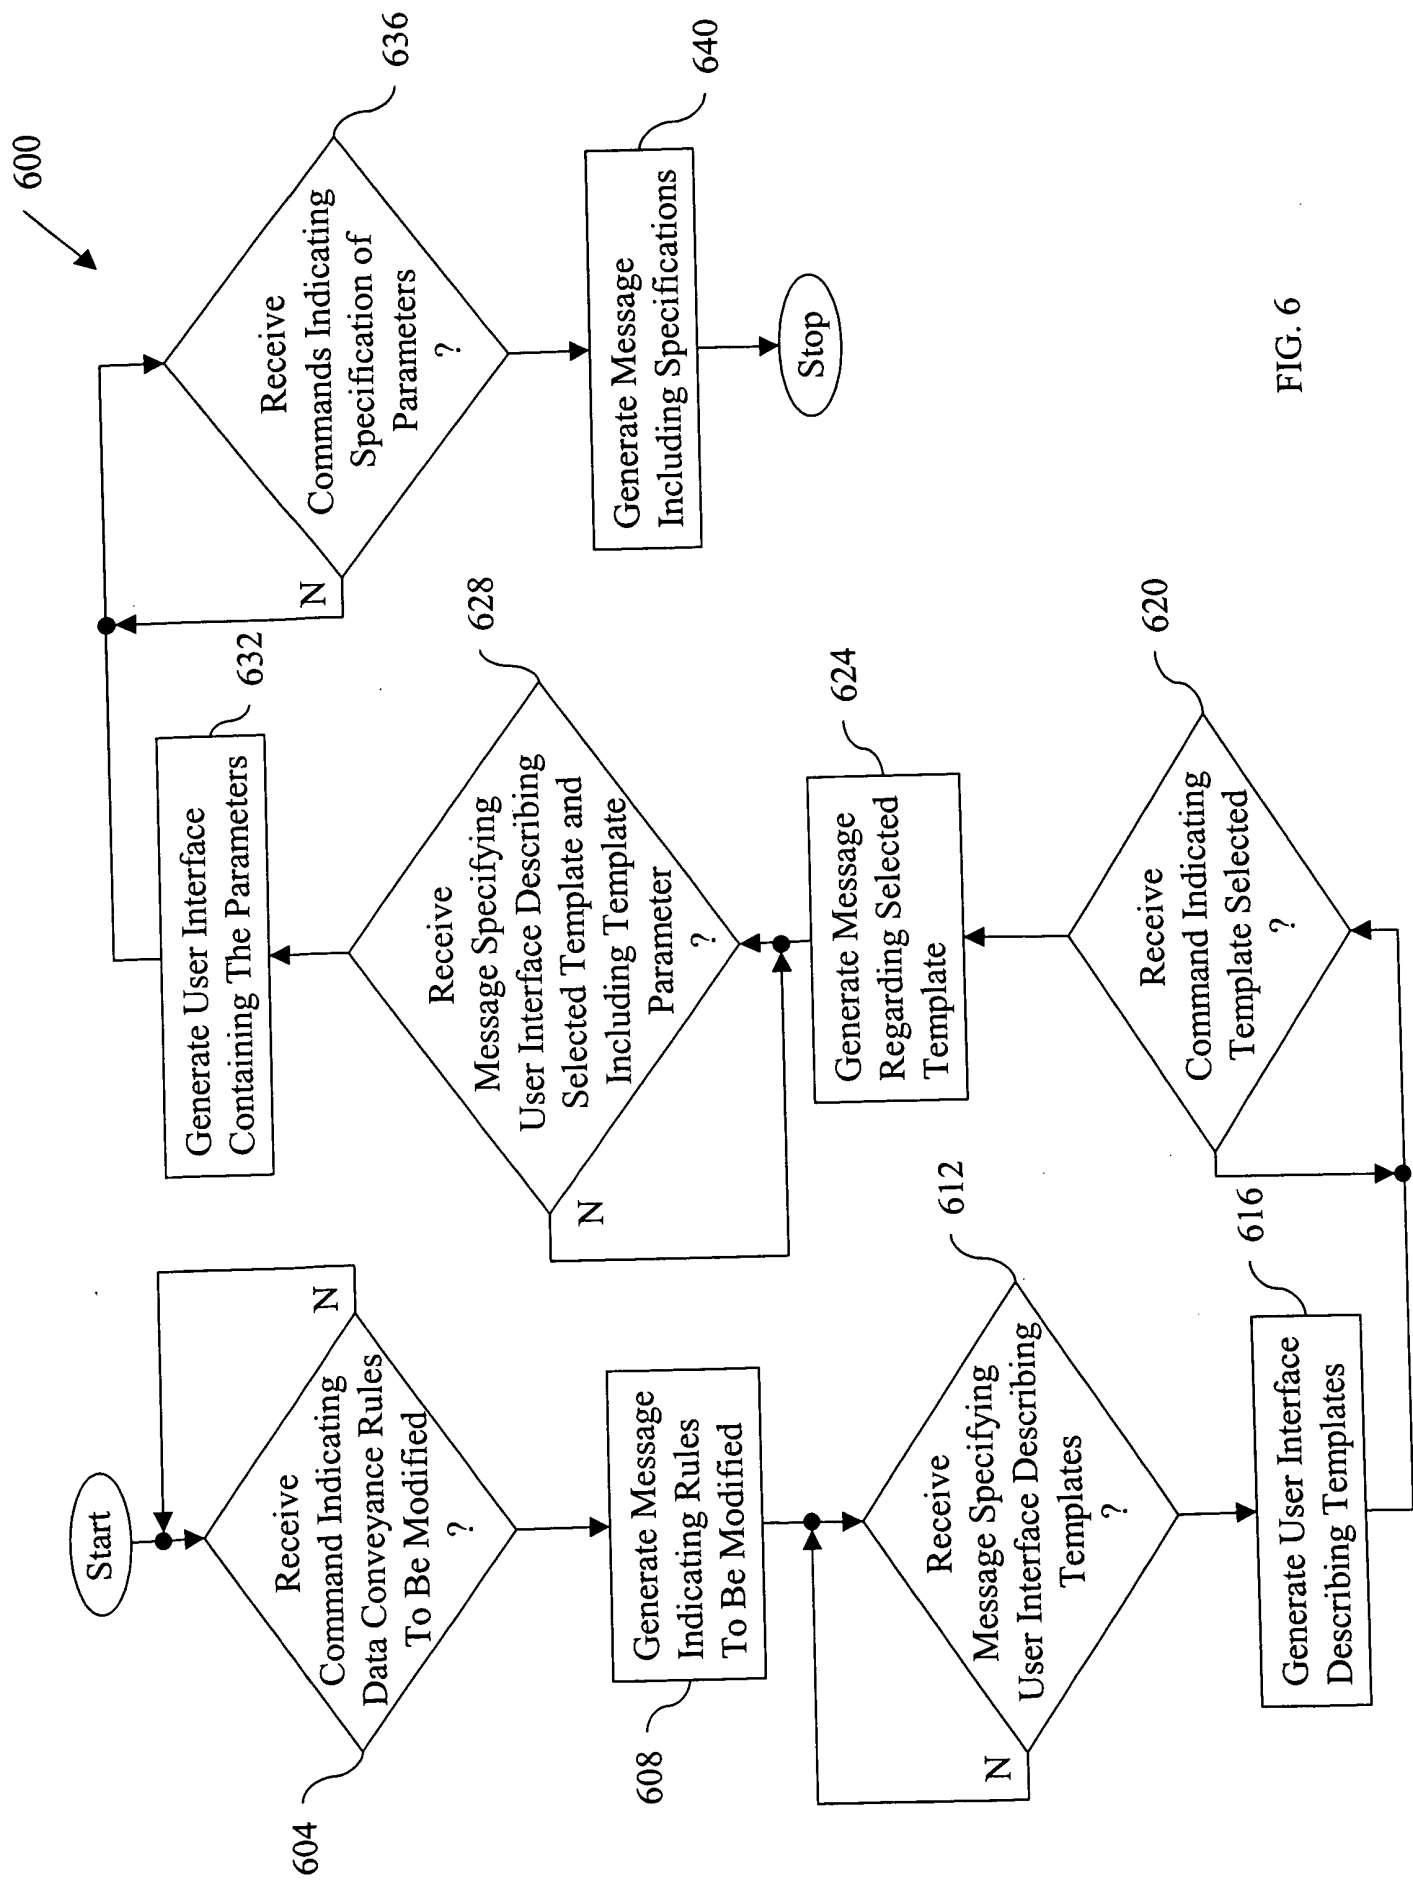 600
Start
Receive
Command Indicating
Data Conveyance Rules
To Be Modified
?
N
604
Generate Message
Indicating Rules
To Be Modified
608
Receive
Message Specifying
User Interface Describing
Templates
?
N
612
Generate User Interface
Describing Templates
616
Receive
Command Indicating
Template Selected
?
620
Generate Message
Regarding Selected
Template
624
Receive
Message Specifying
User Interface Describing
Selected Template and
Including Template
Parameter
?
N
628
Generate User Interface
Containing The Parameters
632
Receive
Commands Indicating
Specification of
Parameters
?
N
636
Generate Message
Including Specifications
640
Stop
FIG. 6